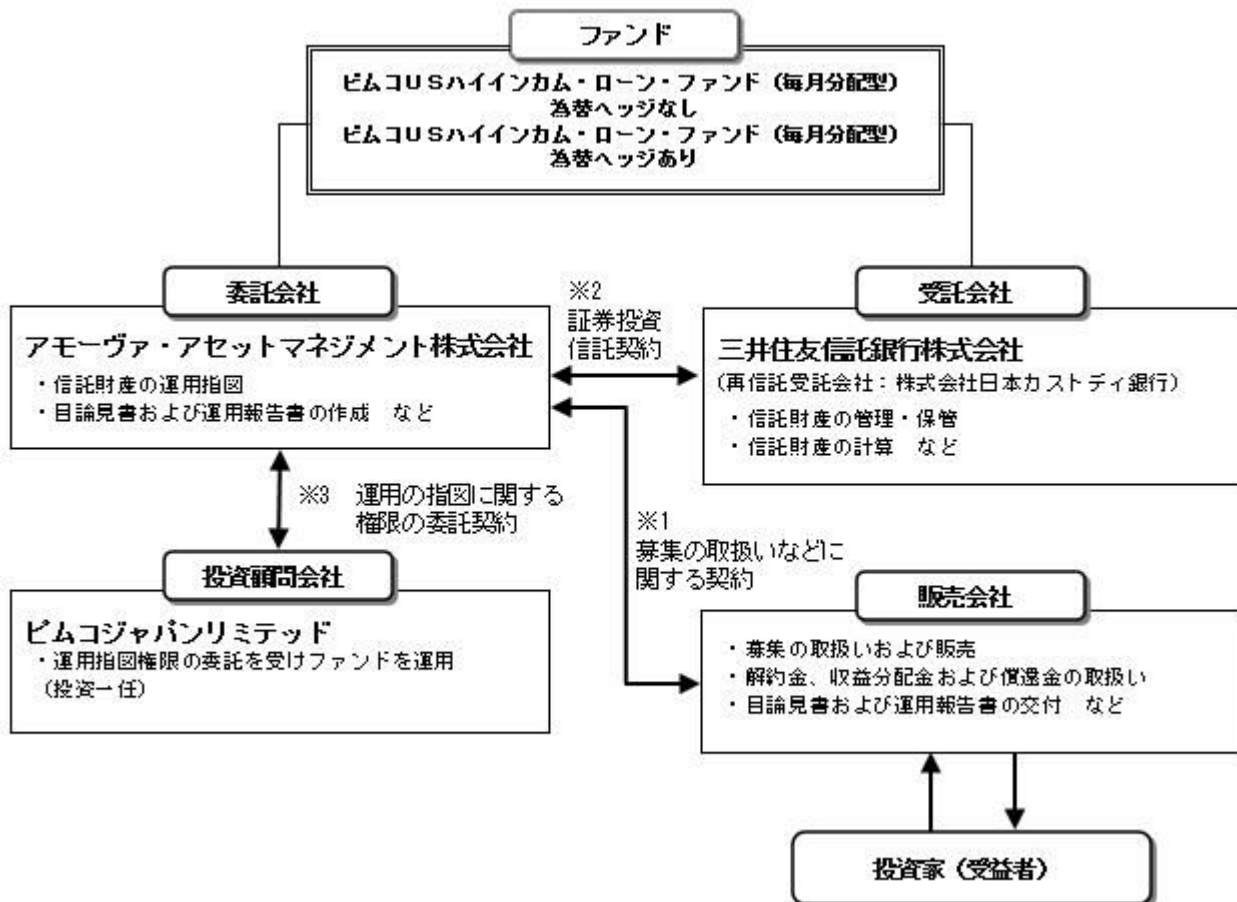 ファンド
ピムコUSハイインカム・ローン・ファンド（毎月分配型）
為替ヘッジなし
ピムコUSハイインカム・ローン・ファンド（毎月分配型）
為替ヘッジあり
委託会社
アモーヴァ・アセットマネジメント株式会社
・信託財産の運用指図
・目論見書および運用報告書の作成　など
※2
証券投資
信託契約
受託会社
三井住友信託銀行株式会社
（再信託受託会社：株式会社日本カストディ銀行）
・信託財産の管理・保管
・信託財産の計算　など
※3　運用の指図に関する
権限の委託契約
※1
募集の取扱いなどに
関する契約
投資顧問会社
ピムコジャパンリミテッド
・運用指図権限の委託を受けファンドを運用
（投資一任）
販売会社
・募集の取扱いおよび販売
・解約金、収益分配金および償還金の取扱い
・目論見書および運用報告書の交付　など
投資家（受益者）